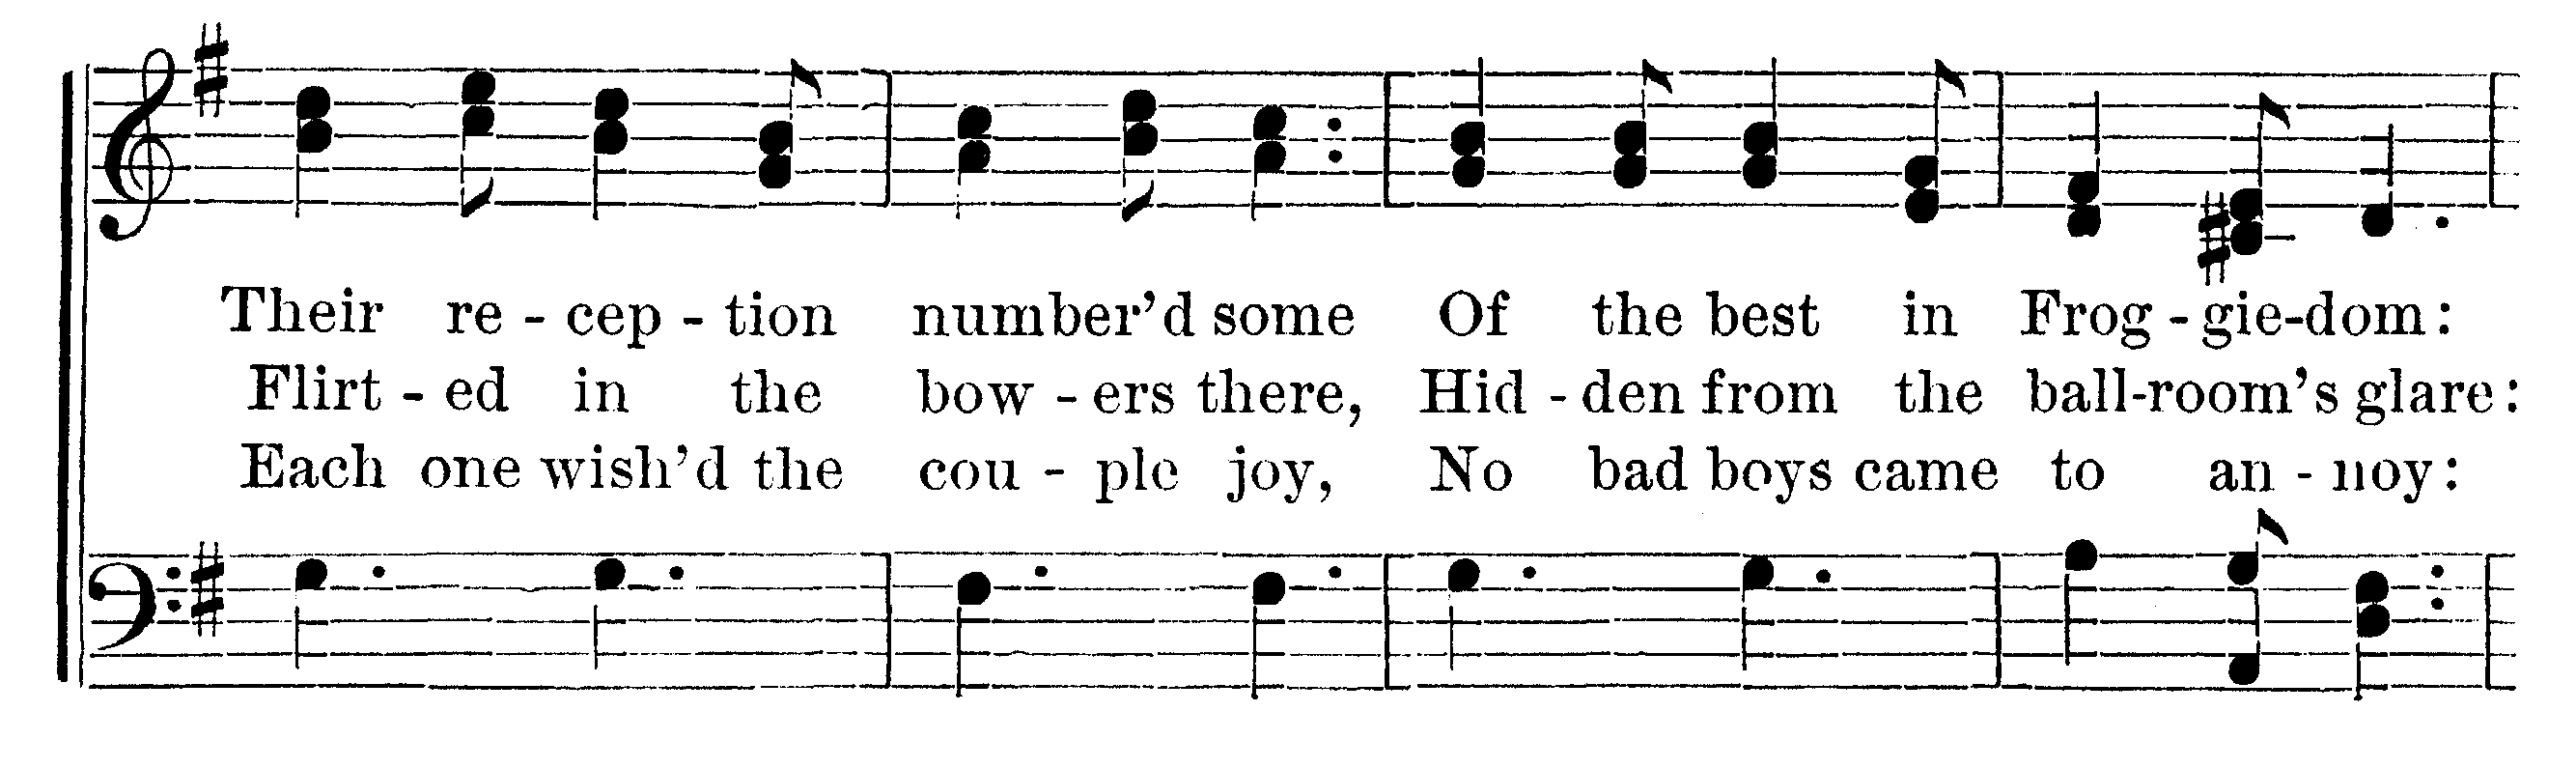 Their re - cep - tion number'd some Of the best in Frog - gie-dom:
Flirt - ed in the bow - ers there, Hid - den from the ball-room's glare:
Each one wish'd the cou - ple joy, No bad boys came to an - noy: